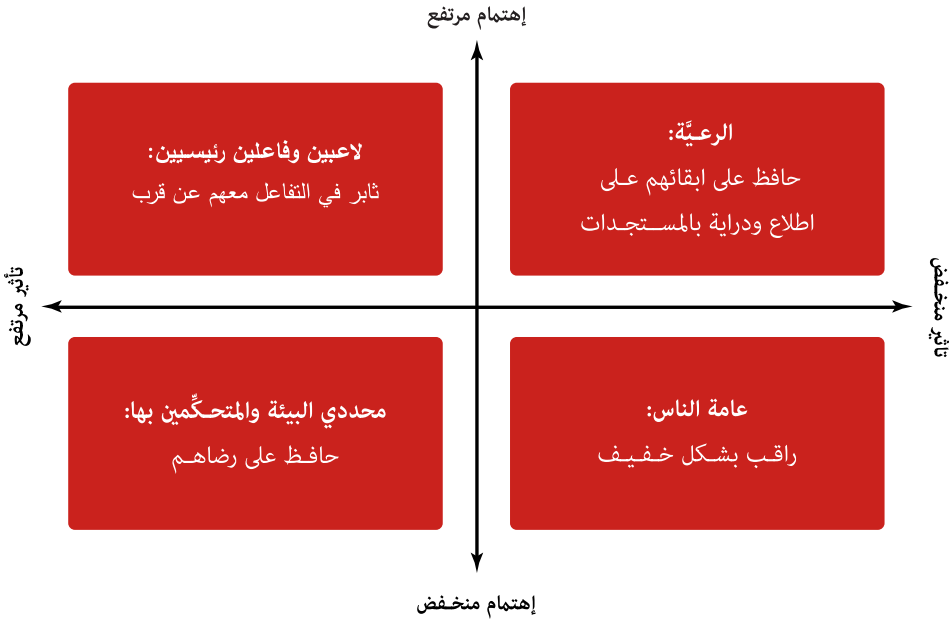 إهتمام مرتفع
الرعيَّة:
حافظ على ابقائهم على
اطلاع ودراية بالمستجدات
لاعبين وفاعلين رئيسيين:
ثابر في التفاعل معهم عن قرب
تاثير منخفض
تأثير مرتفع
عامة الناس:
راقب بشكل خفيف
محددي البيئة والمتحكِّمين بها:
حافظ على رضاهم
إهتمام منخفض